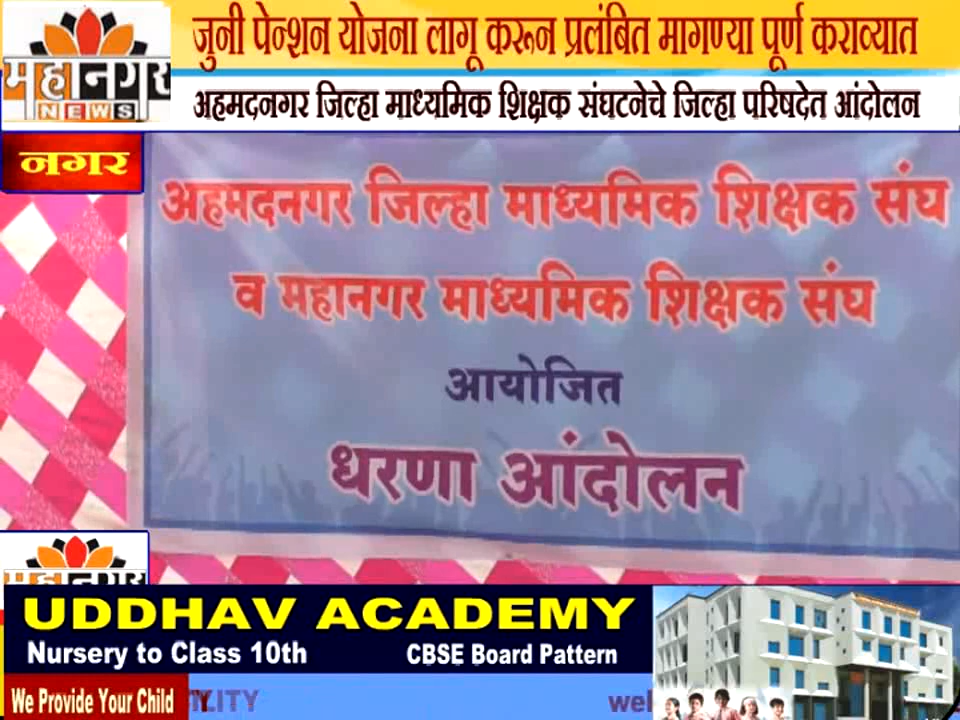 जुनी पेन्शन योजना लागू करून प्रलंबित मागण्या पूर्ण कराव्यात
महानगर
NEWS
अहमदनगर जिल्हा माध्यमिक शिक्षक संघटनेचे जिल्हा परिषदेत आंदोलन
नगर
अहमदनगर जिल्हा माध्यमिक शिक्षक संघ
व महानगर माध्यमिक शिक्षक संघ
आयोजित
धरणा आंदोलन
महानगर
UDDHAV ACADEMY
Nursery to Class 10th
CBSE Board Pattern
We Provide Your Child